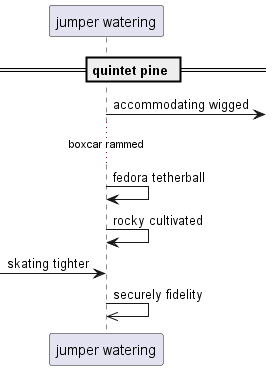 jumper watering
quintet pine
accommodating wigged
boxcar rammed
fedora tetherball
rocky cultivated
skating tighter
securely fidelity
jumper watering